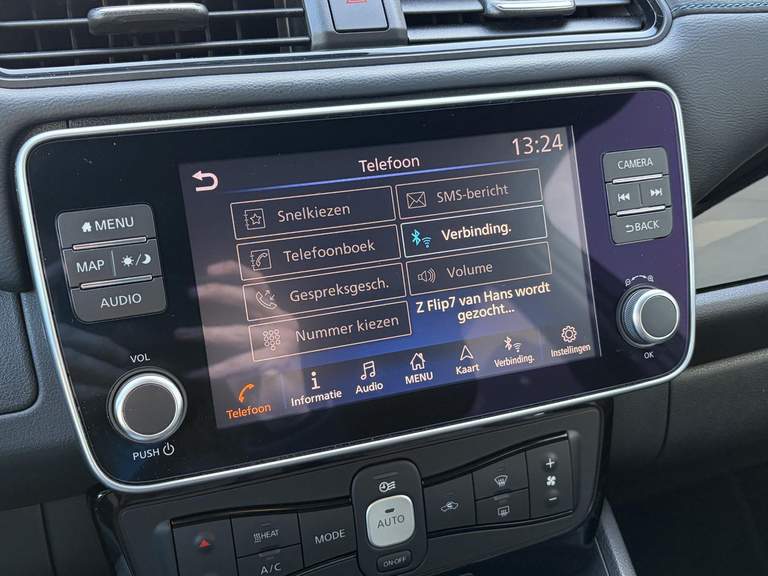 Telefoon
13:24
Snelkiezen
SMS-bericht
Telefoonboek
Verbinding.
Gespreksgesch.
Volume
Nummer kiezen
Z Flip7 van Hans wordt
gezocht...
Telefoon
Informatie
Audio
MENU
Kaart
Verbinding.
Instellingen
MENU
MAP
AUDIO
VOL
PUSH
CAMERA
BACK
OK
HEAT
A/C
MODE
AUTO
ON·OFF